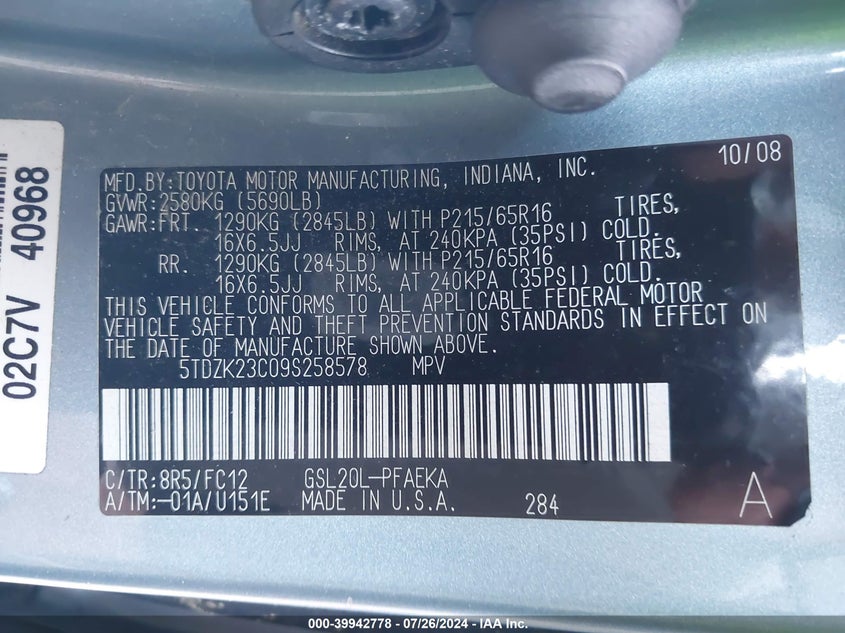 02C7V 40968
10/08
MFD.BY:TOYOTA MOTOR MANUFACTURING, INDIANA, INC.
GVWR:2580KG (5690LB)
GAWR:FRT. 1290KG (2845LB) WITH P215/65R16 TIRES,
16X6.5JJ RIMS, AT 240KPA (35PSI) COLD.
RR. 1290KG (2845LB) WITH P215/65R16 TIRES,
16X6.5JJ RIMS, AT 240KPA (35PSI) COLD.
THIS VEHICLE CONFORMS TO ALL APPLICABLE FEDERAL MOTOR
VEHICLE SAFETY AND THEFT PREVENTION STANDARDS IN EFFECT ON
THE DATE OF MANUFACTURE SHOWN ABOVE.
5TDZK23C09S258578 MPV
C/TR:8R5/FC12 GSL20L-PFAEKA
A/TM:-01A/U151E MADE IN U.S.A. 284 A
000-39942778 / 07/26/2024 - IAA Inc.